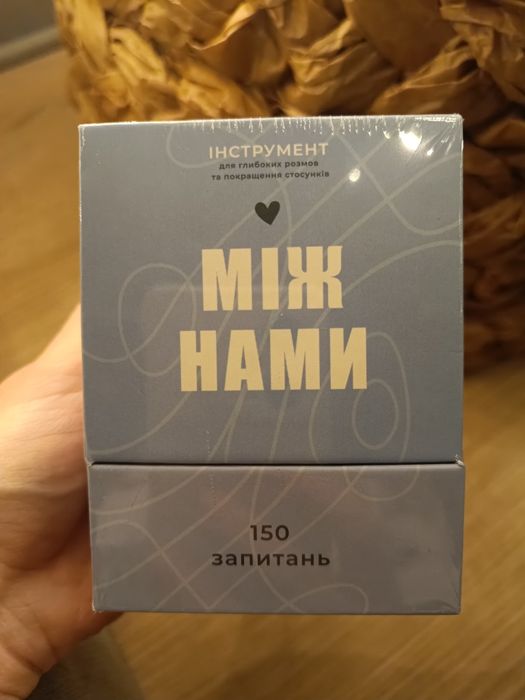 ІНСТРУМЕНТ
для глибоких розмов
та покращення стосунків
МІЖ
НАМИ
150
запитань